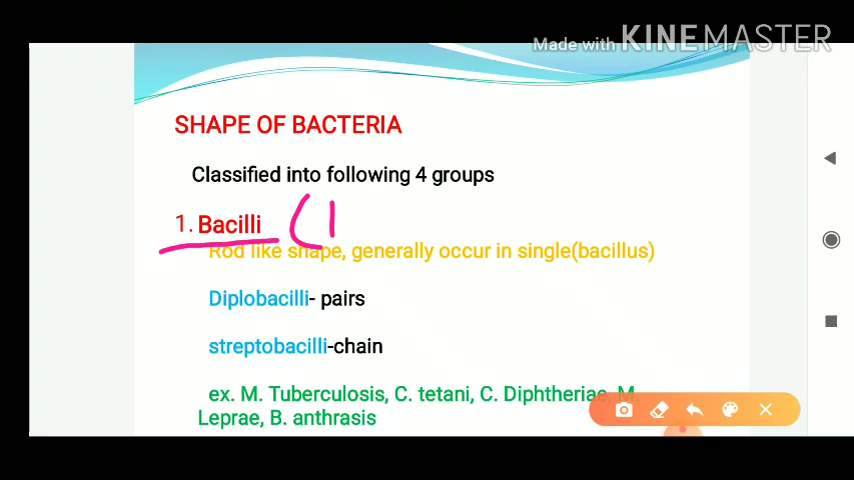 Made with KINEMASTER
SHAPE OF BACTERIA
Classified into following 4 groups
1. Bacilli (1
Rod like shape, generally occur in single(bacillus)
Diplobacilli- pairs
streptobacilli-chain
ex. M. Tuberculosis, C. tetani, C. Diphtheriae, M.
Leprae, B. anthrasis